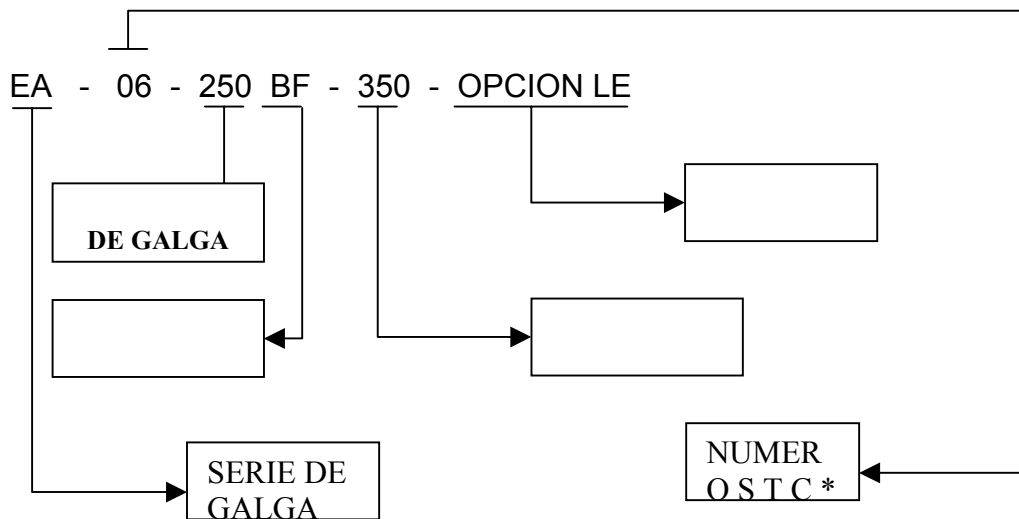 EA - 06 - 250 BF - 350 - OPCION LE
DE GALGA
SERIE DE
GALGA
NUMER
O S T C *